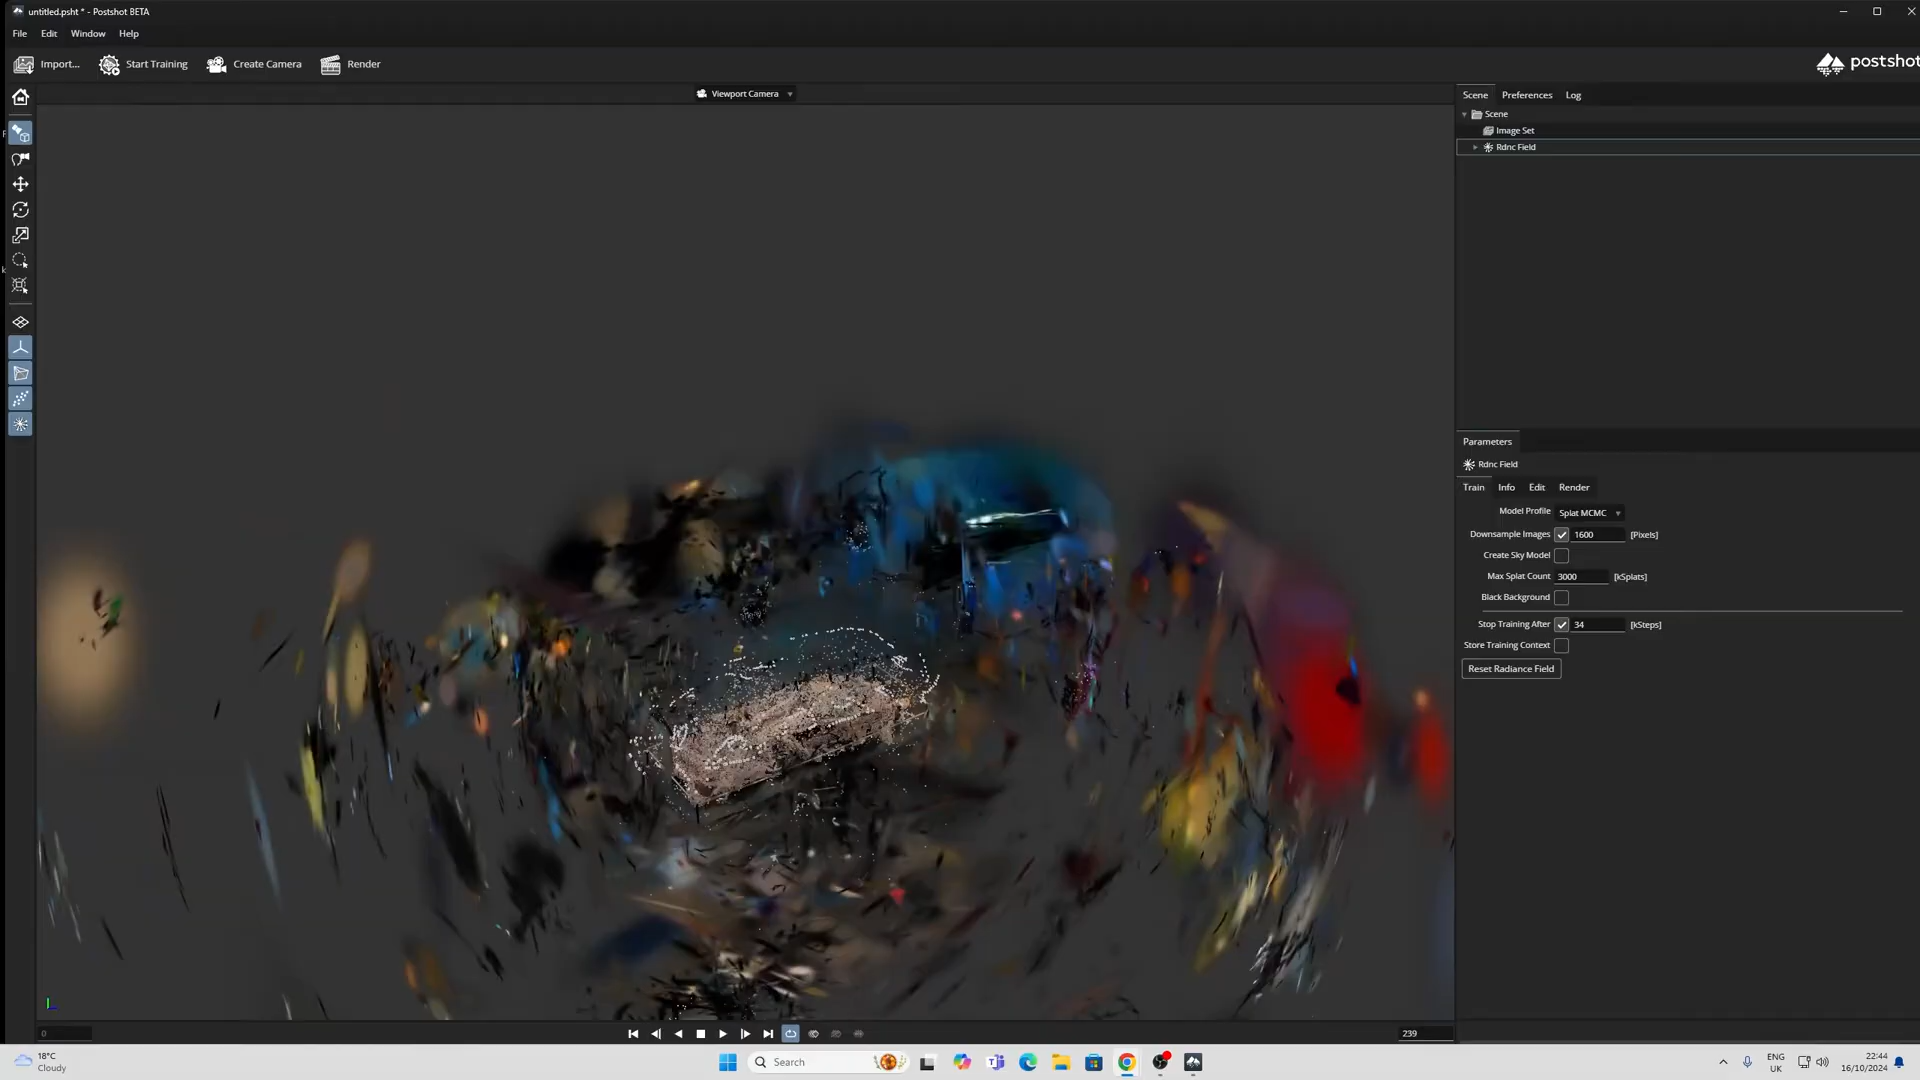 untitled.psht * - Postshot BETA
File Edit Window Help
Import... Start Training Create Camera Render
postshot
Viewport Camera
Scene Preferences Log
Scene
Image Set
Rdnc Field
Parameters
Rdnc Field
Train Info Edit Render
Model Profile Splat MCMC
Downsample Images 1600 [Pixels]
Create Sky Model
Max Splat Count 3000 [kSplats]
Black Background
Stop Training After 34 [kSteps]
Store Training Context
Reset Radiance Field
0 239
18°C
Cloudy
Search
ENG
UK
22:44
16/10/2024